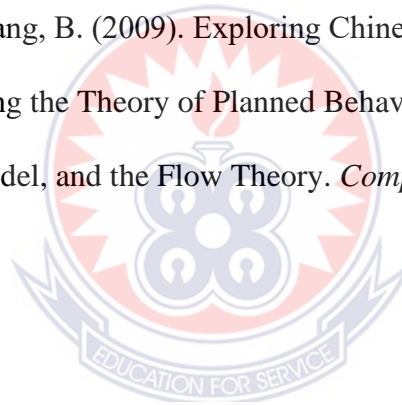 ang, B. (2009). Exploring Chine
ng the Theory of Planned Behav
del, and the Flow Theory. Comp
EDUCATION FOR SERVICE